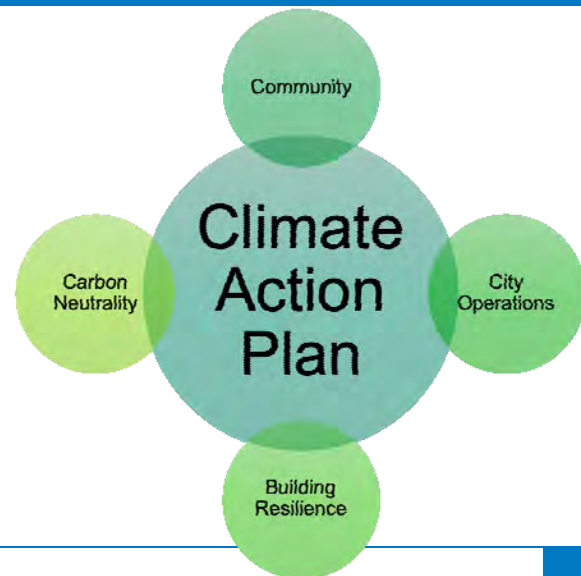 Community
Climate
Action
Plan
Carbon
Neutrality
City
Operations
Building
Resilience